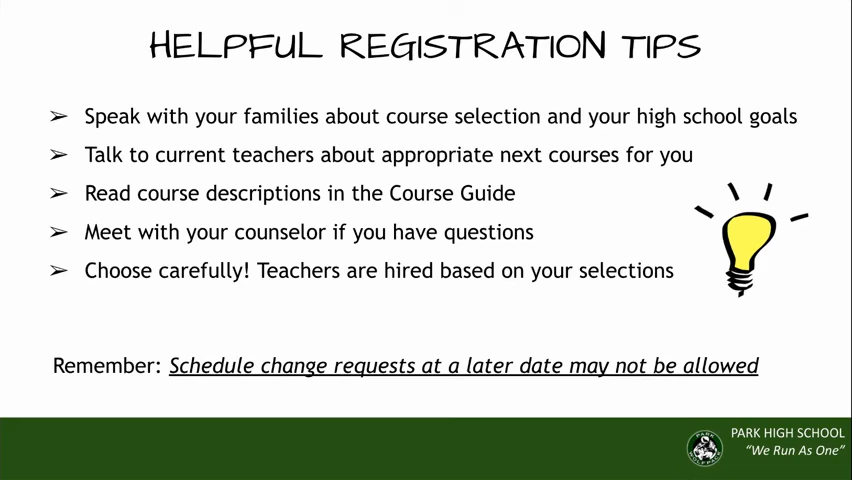 HELPFUL REGISTRATION TIPS
➢ Speak with your families about course selection and your high school goals
➢ Talk to current teachers about appropriate next courses for you
➢ Read course descriptions in the Course Guide
➢ Meet with your counselor if you have questions
➢ Choose carefully! Teachers are hired based on your selections
Remember: Schedule change requests at a later date may not be allowed
PARK HIGH SCHOOL
“We Run As One”
PARK
WOLFPACK